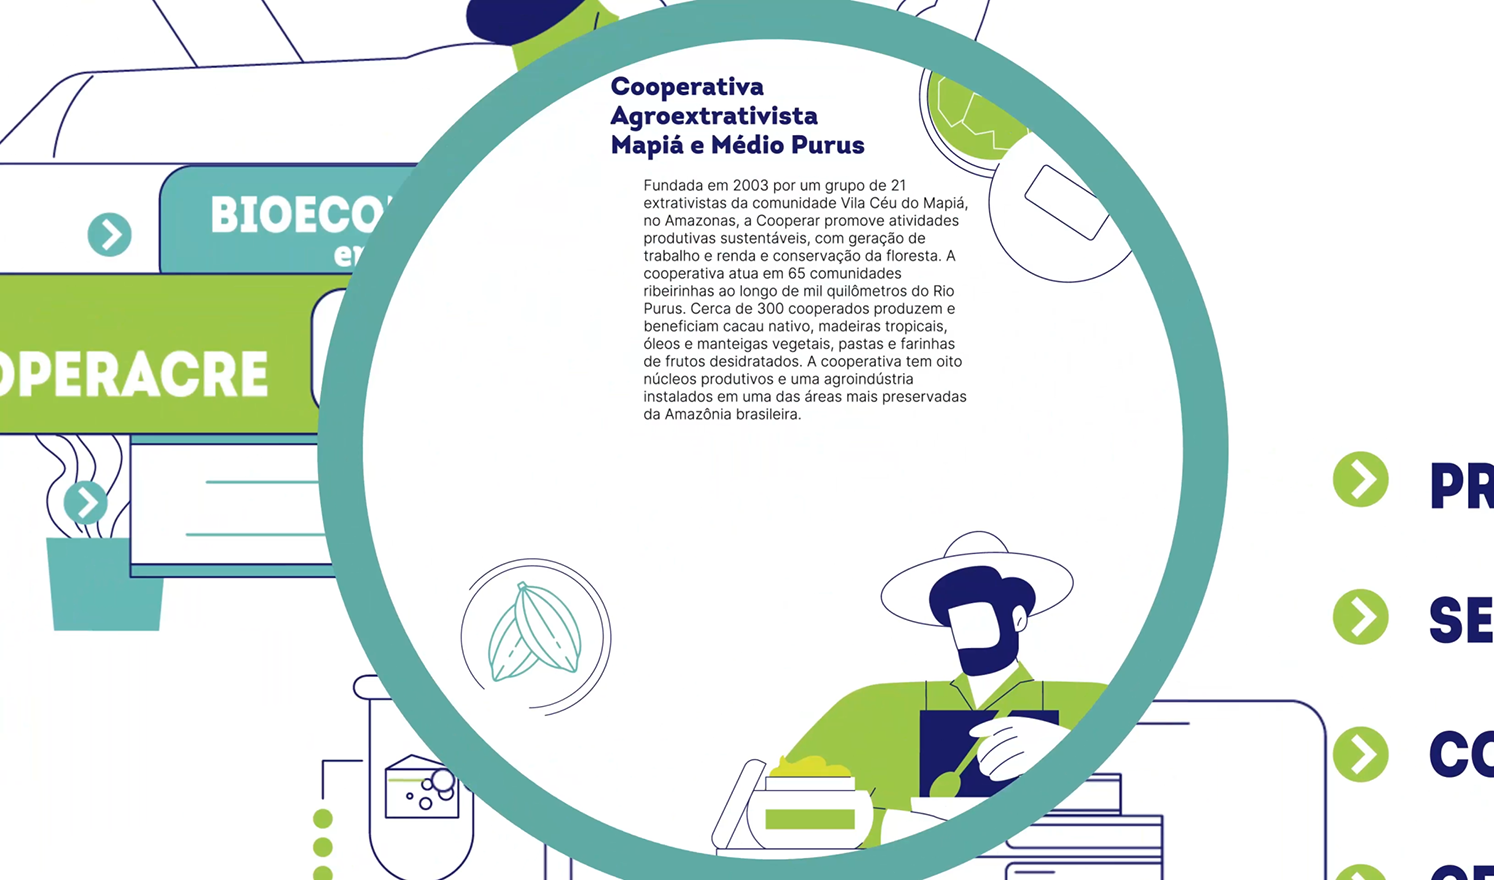 Cooperativa
Agroextrativista
Mapiá e Médio Purus
Fundada em 2003 por um grupo de 21
extrativistas da comunidade Vila Céu do Mapiá,
no Amazonas, a Cooperar promove atividades
produtivas sustentáveis, com geração de
trabalho e renda e conservação da floresta. A
cooperativa atua em 65 comunidades
ribeirinhas ao longo de mil quilômetros do Rio
Purus. Cerca de 300 cooperados produzem e
beneficiam cacau nativo, madeiras tropicais,
óleos e manteigas vegetais, pastas e farinhas
de frutos desidratados. A cooperativa tem oito
núcleos produtivos e uma agroindústria
instalados em uma das áreas mais preservadas
da Amazônia brasileira.
BIOECO
e
OPERACRE
PR
SE
CO